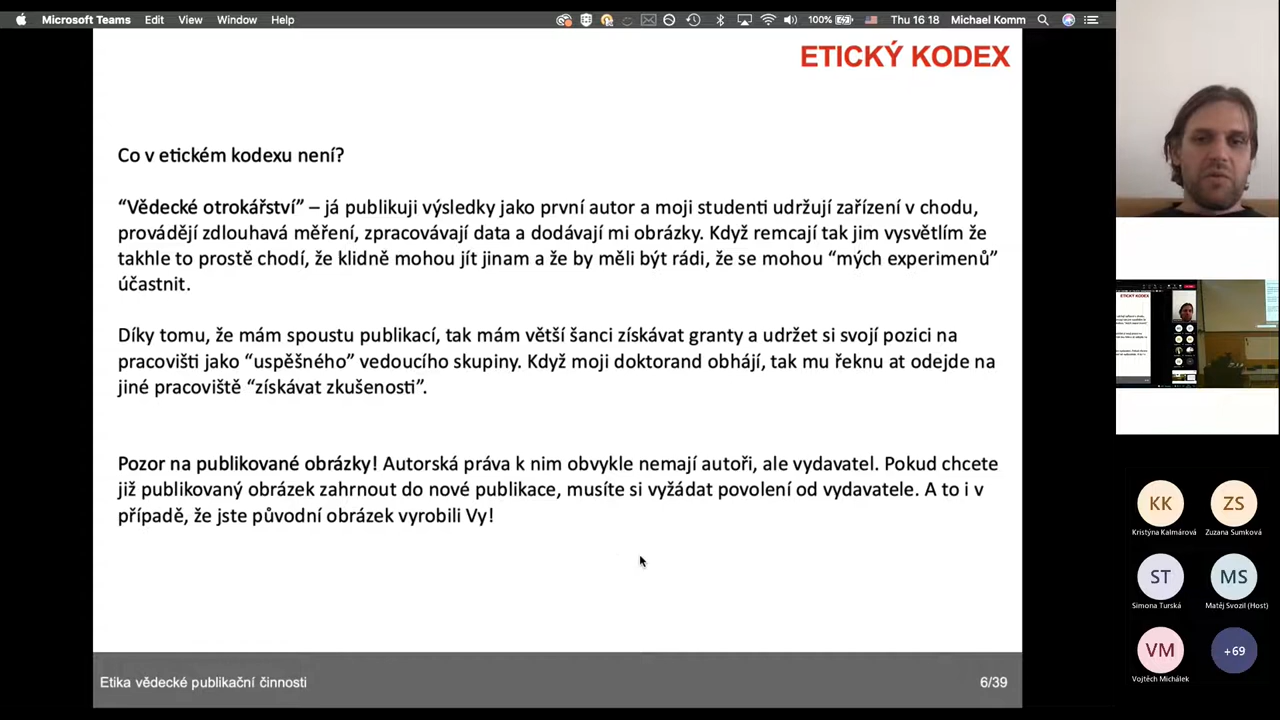 Microsoft Teams Edit View Window Help
100% Thu 16 18 Michael Komm
ETICKÝ KODEX
Co v etickém kodexu není?
“Vědecké otrokářství” – já publikuji výsledky jako první autor a moji studenti udržují zařízení v chodu,
provádějí zdlouhavá měření, zpracovávají data a dodávají mi obrázky. Když remcají tak jim vysvětlím že
takhle to prostě chodí, že klidně mohou jít jinam a že by měli být rádi, že se mohou “mých experimenů”
účastnit.
Díky tomu, že mám spoustu publikací, tak mám větší šanci získávat granty a udržet si svoji pozici na
pracovišti jako “uspěšného” vedoucího skupiny. Když moji doktorand obhájí, tak mu řeknu at odejde na
jiné pracoviště “získávat zkušenosti”.
Pozor na publikované obrázky! Autorská práva k nim obvykle nemají autoři, ale vydavatel. Pokud chcete
již publikovaný obrázek zahrnout do nové publikace, musíte si vyžádat povolení od vydavatele. A to i v
případě, že jste původní obrázek vyrobili Vy!
Etika vědecké publikační činnosti
6/39
ETICKÝ KODEX
KK ZS
Kristýna Kalmárová Zuzana Sumková
ST MS
Simona Turská Matěj Svozil (Host)
VM +69
Vojtěch Michálek